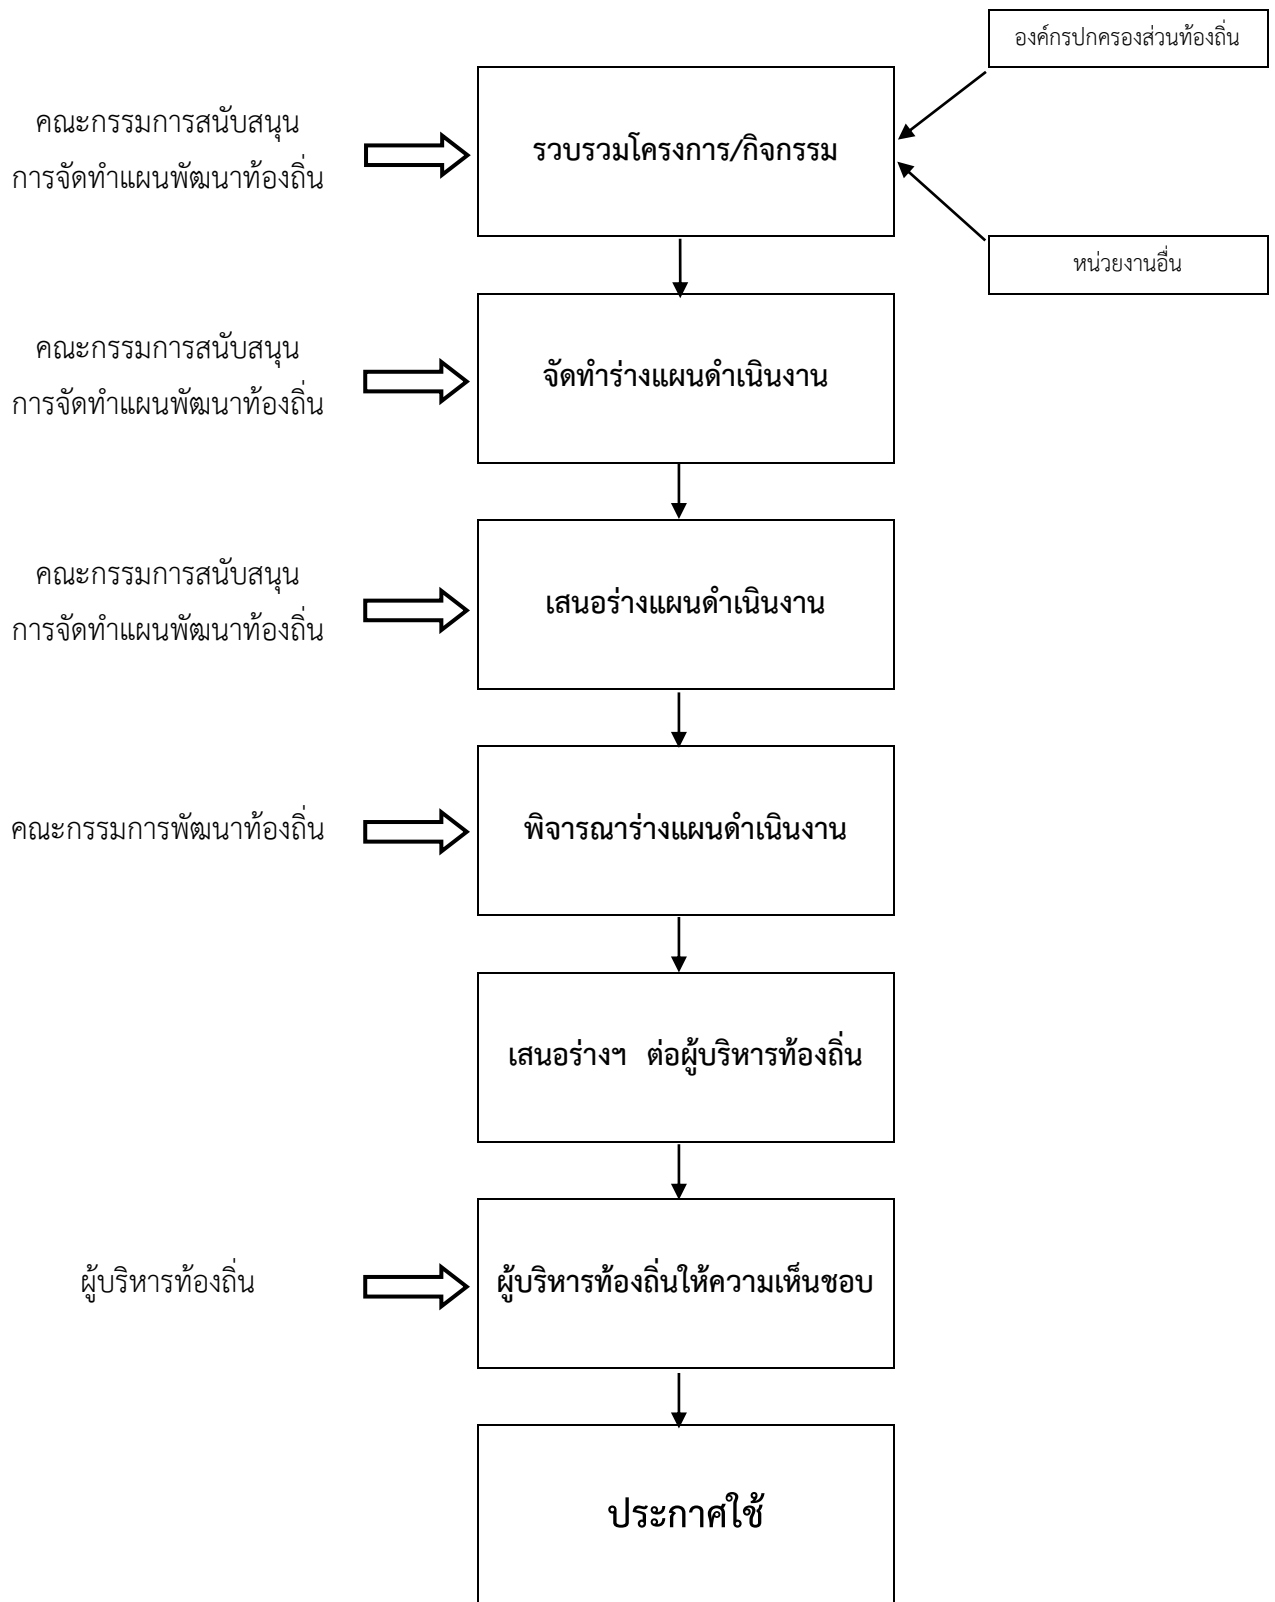 องค์กรปกครองส่วนท้องถิ่น
คณะกรรมการสนับสนุน
การจัดทำแผนพัฒนาท้องถิ่น
รวบรวมโครงการ/กิจกรรม
หน่วยงานอื่น
คณะกรรมการสนับสนุน
การจัดทำแผนพัฒนาท้องถิ่น
จัดทำร่างแผนดำเนินงาน
คณะกรรมการสนับสนุน
การจัดทำแผนพัฒนาท้องถิ่น
เสนอร่างแผนดำเนินงาน
คณะกรรมการพัฒนาท้องถิ่น
พิจารณาร่างแผนดำเนินงาน
เสนอร่างฯ ต่อผู้บริหารท้องถิ่น
ผู้บริหารท้องถิ่น
ผู้บริหารท้องถิ่นให้ความเห็นชอบ
ประกาศใช้